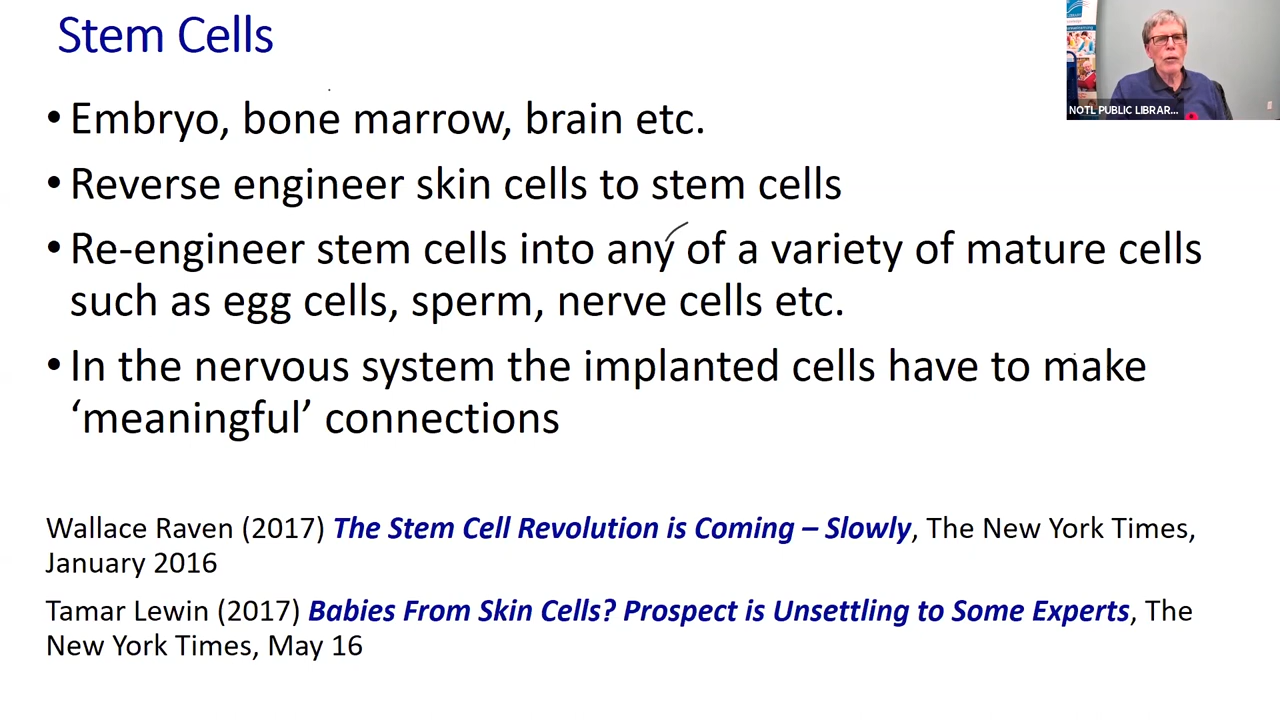 Stem Cells
• Embryo, bone marrow, brain etc.
• Reverse engineer skin cells to stem cells
• Re-engineer stem cells into any of a variety of mature cells
such as egg cells, sperm, nerve cells etc.
• In the nervous system the implanted cells have to make
‘meaningful’ connections
Wallace Raven (2017) The Stem Cell Revolution is Coming – Slowly, The New York Times,
January 2016
Tamar Lewin (2017) Babies From Skin Cells? Prospect is Unsettling to Some Experts, The
New York Times, May 16
NOTL PUBLIC LIBRAR...